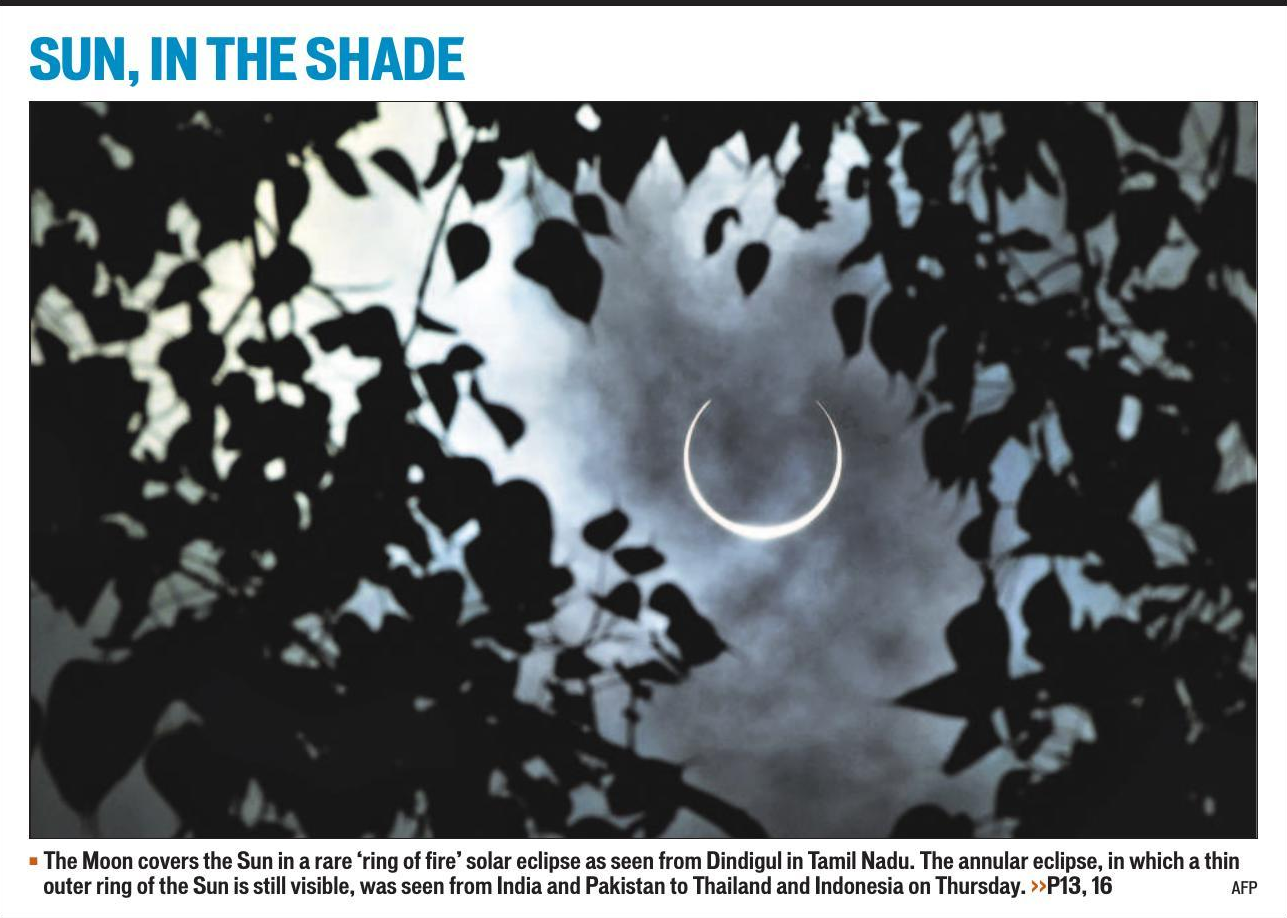 SUN, IN THE SHADE
The Moon covers the Sun in a rare ‘ring of fire’ solar eclipse as seen from Dindigul in Tamil Nadu. The annular eclipse, in which a thin
outer ring of the Sun is still visible, was seen from India and Pakistan to Thailand and Indonesia on Thursday. ››P13, 16
AFP